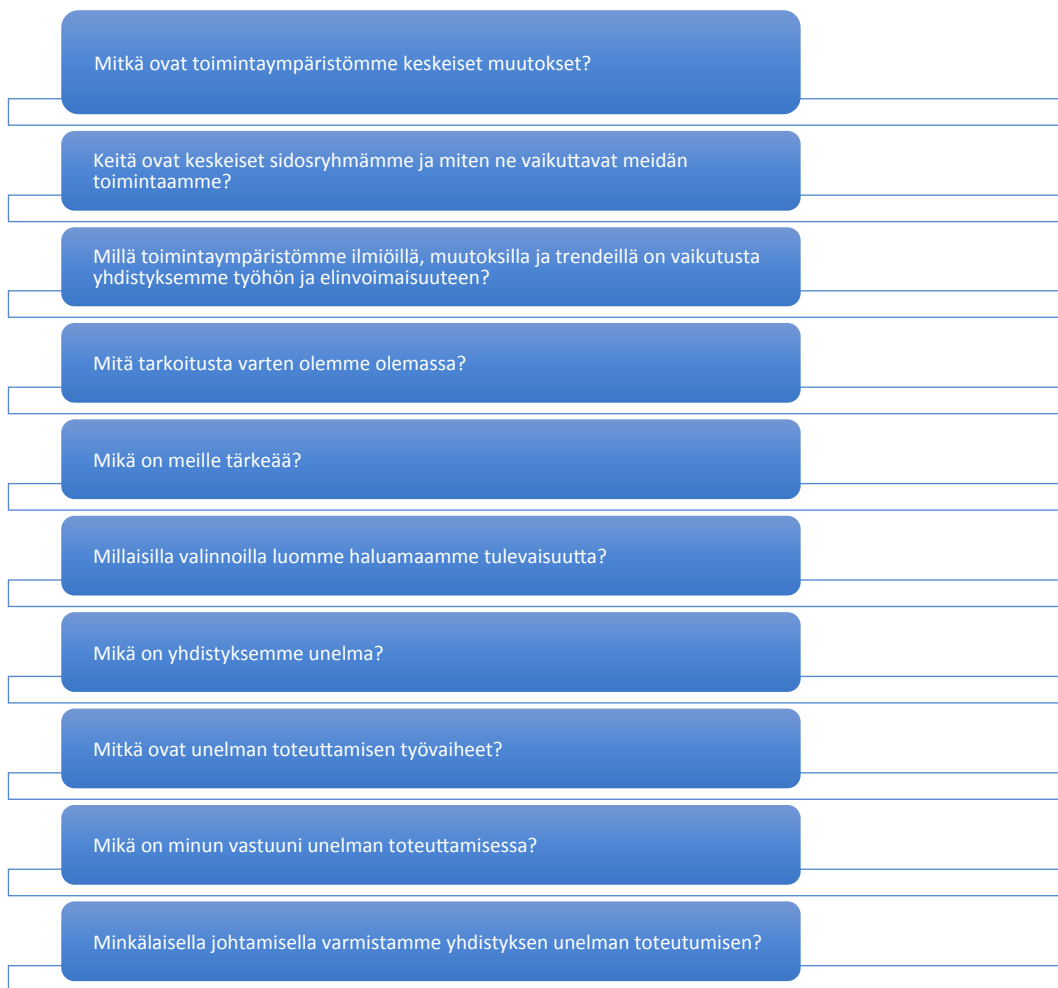 Mitkä ovat toimintaympäristömme keskeiset muutokset?
Keitä ovat keskeiset sidosryhmämme ja miten ne vaikuttavat meidän
toimintaamme?
Millä toimintaympäristömme ilmiöillä, muutoksilla ja trendeillä on vaikutusta
yhdistyksemme työhön ja elinvoimaisuuteen?
Mitä tarkoitusta varten olemme olemassa?
Mikä on meille tärkeää?
Millaisilla valinnoilla luomme haluamaamme tulevaisuutta?
Mikä on yhdistyksemme unelma?
Mitkä ovat unelman toteuttamisen työvaiheet?
Mikä on minun vastuuni unelman toteuttamisessa?
Minkälaisella johtamisella varmistamme yhdistyksen unelman toteutumisen?